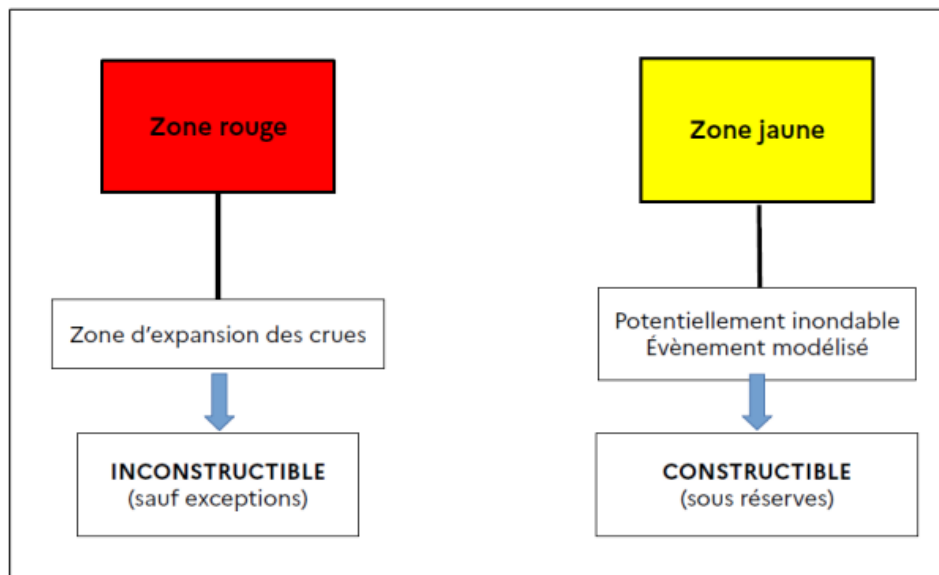 Zone rouge
Zone jaune
Zone d'expansion des crues
Potentiellement inondable
Évènement modélisé
INCONSTRUCTIBLE
(sauf exceptions)
CONSTRUCTIBLE
(sous réserves)